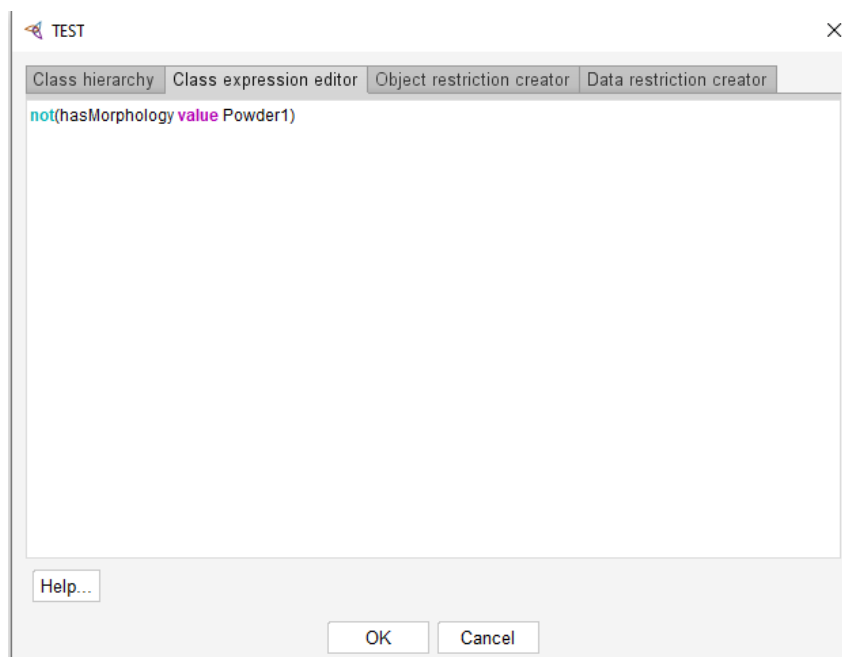 TEST
Class hierarchy Class expression editor Object restriction creator Data restriction creator
not(hasMorphology value Powder1)
Help...
OK Cancel